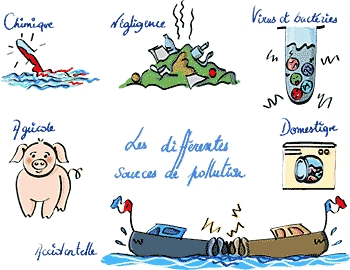 Chimique
Négligence
Virus et bactéries
Agricole
Les différentes
sources de pollution
Domestique
Accidentelle